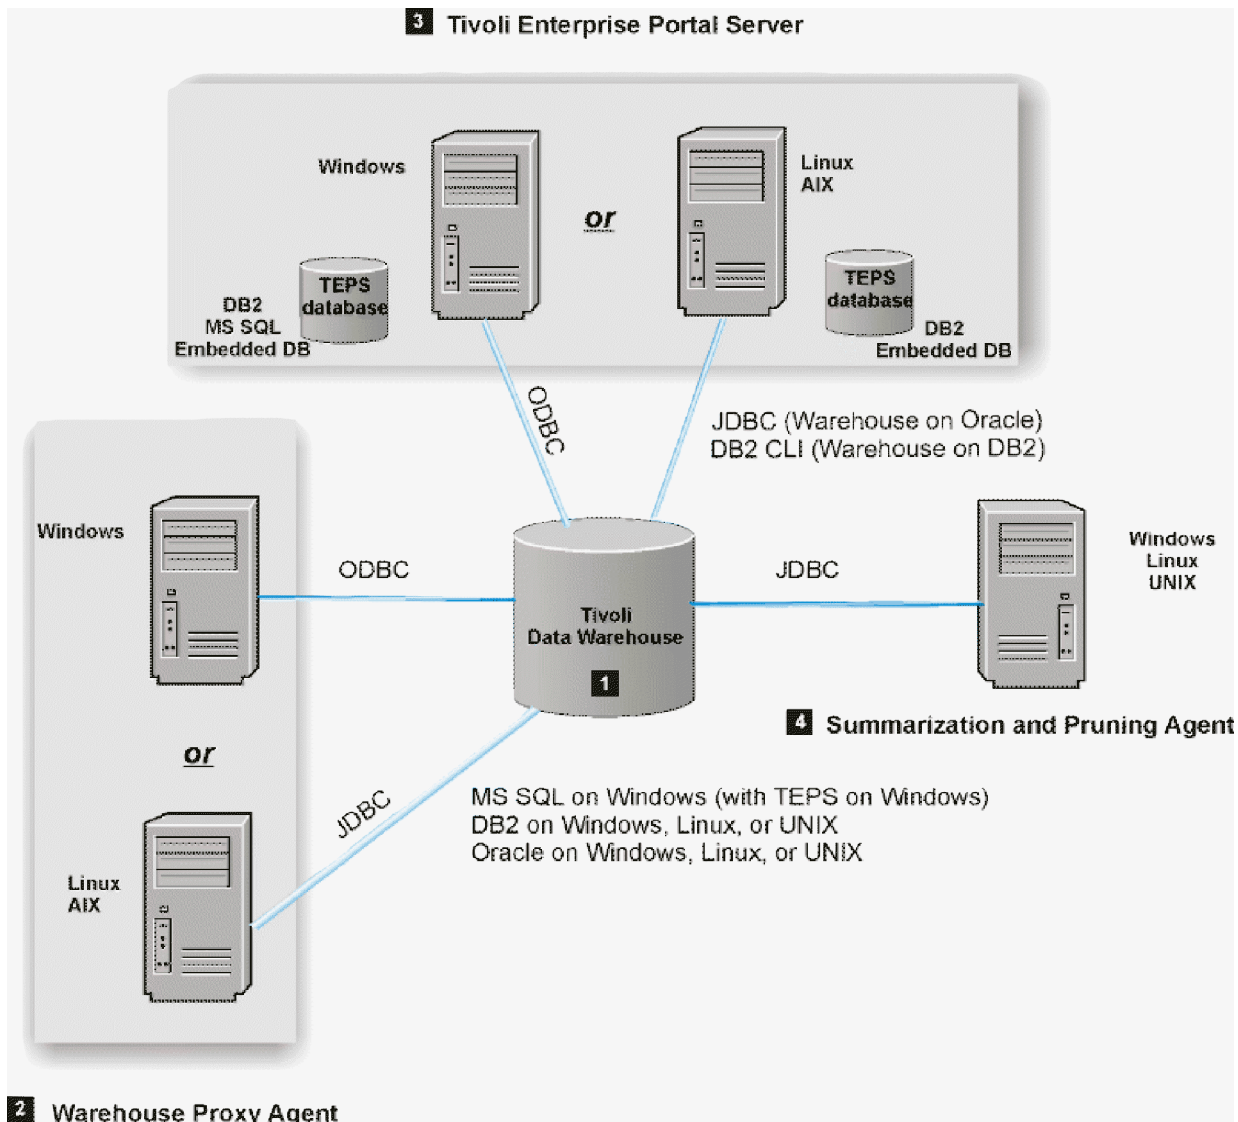 3 Tivoli Enterprise Portal Server
Windows
or
Linux
AIX
TEPS
database
DB2
MS SQL
Embedded DB
TEPS
database
DB2
Embedded DB
ODBC
JDBC (Warehouse on Oracle)
DB2 CLI (Warehouse on DB2)
Windows
ODBC
Tivoli
Data Warehouse
1
JDBC
Windows
Linux
UNIX
4 Summarization and Pruning Agent
or
JDBC
MS SQL on Windows (with TEPS on Windows)
DB2 on Windows, Linux, or UNIX
Oracle on Windows, Linux, or UNIX
Linux
AIX
2 Warehouse Proxy Agent